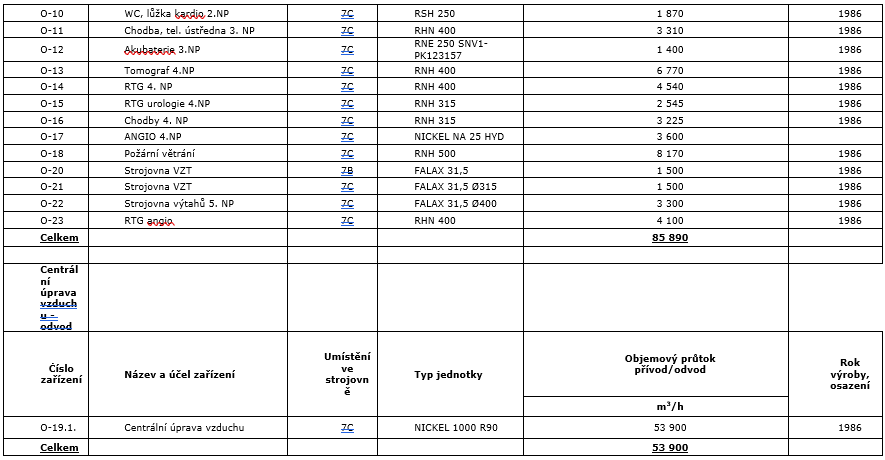 O-10 WC, lůžka kardio 2.NP 7C RSH 250 1 870 1986
O-11 Chodba, tel. ústředna 3. NP 7C RHN 400 3 310 1986
O-12 Akubaterie 3.NP 7C RNE 250 SNV1-PK123157 1 400 1986
O-13 Tomograf 4.NP 7C RNH 400 6 770 1986
O-14 RTG 4. NP 7C RNH 400 4 540 1986
O-15 RTG urologie 4.NP 7C RNH 315 2 545 1986
O-16 Chodby 4. NP 7C RNH 315 3 225 1986
O-17 ANGIO 4.NP 7C NICKEL NA 25 HYD 3 600
O-18 Požární větrání 7C RNH 500 8 170 1986
O-20 Strojovna VZT 7B FALAX 31,5 1 500 1986
O-21 Strojovna VZT 7C FALAX 31,5 Ø315 1 500 1986
O-22 Strojovna výtahů 5. NP 7C FALAX 31,5 Ø400 3 300 1986
O-23 RTG angio 7C RHN 400 4 100 1986
Celkem 85 890
Centrál
ní
úprava
vzduch
u -
odvod
Číslo
zařízení
Název a účel zařízení
Umístění
ve
strojovn
ě
Typ jednotky
Objemový průtok
přívod/odvod
m³/h
Rok
výroby,
osazení
O-19.1. Centrální úprava vzduchu 7C NICKEL 1000 R90 53 900 1986
Celkem 53 900